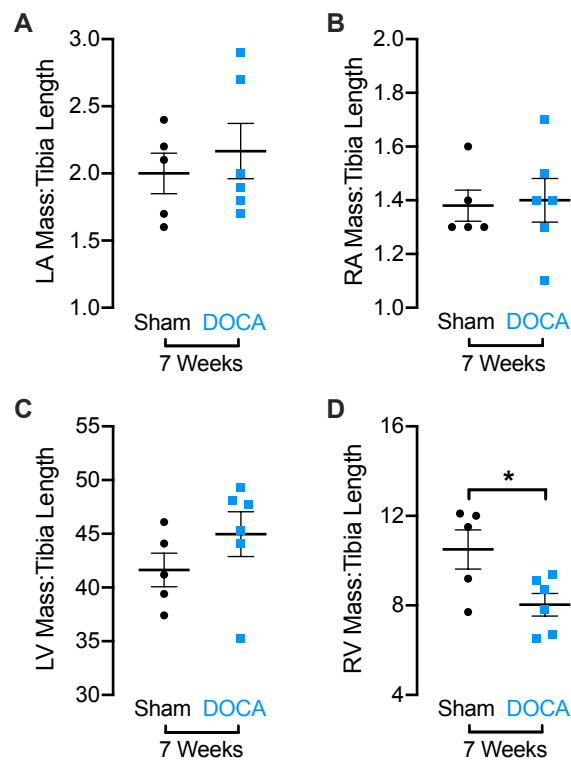 A
LA Mass:Tibia Length
3.0
2.5
2.0
1.5
1.0
Sham DOCA
7 Weeks
B
RA Mass:Tibia Length
2.0
1.8
1.6
1.4
1.2
1.0
Sham DOCA
7 Weeks
C
LV Mass:Tibia Length
55
50
45
40
35
30
Sham DOCA
7 Weeks
D
RV Mass:Tibia Length
16
12
8
4
*
Sham DOCA
7 Weeks